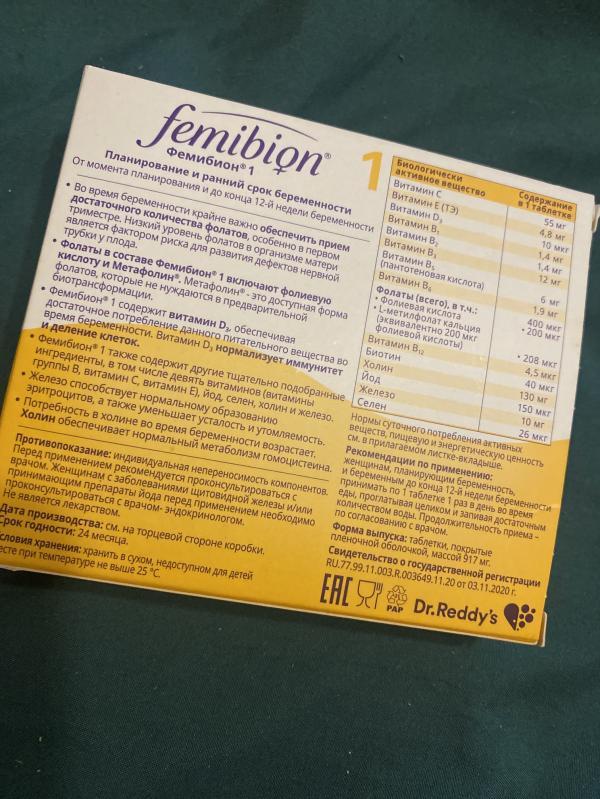 femibion®
Фемибион® 1
Планирование и ранний срок беременности
От момента планирования и до конца 12-й недели беременности
• Во время беременности крайне важно обеспечить прием
достаточного количества фолатов, особенно в первом
триместре. Низкий уровень фолатов в организме матери
является фактором риска для развития дефектов нервной
трубки у плода.
• Фолаты в составе Фемибион® 1 включают фолиевую
кислоту и Метафолин®. Метафолин® - это доступная форма
фолатов, которые не нуждаются в предварительной
биотрансформации.
• Фемибион® 1 содержит витамин D₃, обеспечивая
достаточное потребление данного питательного вещества во
время беременности. Витамин D₃ нормализует иммунитет
и деление клеток.
• Фемибион® 1 также содержит другие тщательно подобранные
ингредиенты, в том числе девять витаминов (витамины
группы В, витамин С, витамин Е), йод, селен, холин и железо.
• Железо способствует нормальному образованию
эритроцитов, а также уменьшает усталость и утомляемость.
• Потребность в холине во время беременности возрастает.
Холин обеспечивает нормальный метаболизм гомоцистеина.
Противопоказание: индивидуальная непереносимость компонентов.
Перед применением рекомендуется проконсультироваться с
врачом. Женщинам с заболеваниями щитовидной железы и/или
принимающим препараты йода перед применением необходимо
проконсультироваться с врачом- эндокринологом.
Не является лекарством.
Дата производства: см. на торцевой стороне коробки.
Срок годности: 24 месяца.
словия хранения: хранить в сухом, недоступном для детей
есте при температуре не выше 25 °C.
1
Биологически активное вещество Содержание в 1 таблетке
Витамин С 55 мг
Витамин Е (ТЭ) 4,8 мг
Витамин D₃ 10 мкг
Витамин В₁ 1,4 мг
Витамин В₂ 1,4 мг
Витамин В₃ 12 мг
Витамин В₅
(пантотеновая кислота) 6 мг
Витамин В₆ 1,9 мг
Фолаты (всего), в т.ч.: 400 мкг
• Фолиевая кислота • 200 мкг
• L-метилфолат кальция
(эквивалентно 200 мкг
фолиевой кислоты) • 208 мкг
Витамин В₁₂ 4,5 мкг
Биотин 40 мкг
Холин 130 мг
Йод 150 мкг
Железо 10 мг
Селен 26 мкг
Нормы суточного потребления активных
веществ, пищевую и энергетическую ценность
см. в прилагаемом листке-вкладыше.
Рекомендации по применению:
женщинам, планирующим беременность,
и беременным до конца 12-й недели беременности
принимать по 1 таблетке 1 раз в день во время
еды, проглатывая целиком и запивая достаточным
количеством воды. Продолжительность приема –
по согласованию с врачом.
Форма выпуска: таблетки, покрытые
пленочной оболочкой, массой 917 мг.
Свидетельство о государственной регистрации
RU.77.99.11.003.R.003649.11.20 от 03.11.2020 г.
EAC PAP Dr.Reddy's